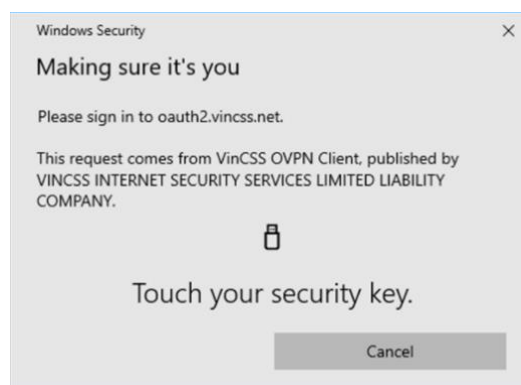 Windows Security
Making sure it's you
Please sign in to oauth2.vincss.net.
This request comes from VinCSS OVPN Client, published by
VINCSS INTERNET SECURITY SERVICES LIMITED LIABILITY
COMPANY.
Touch your security key.
Cancel